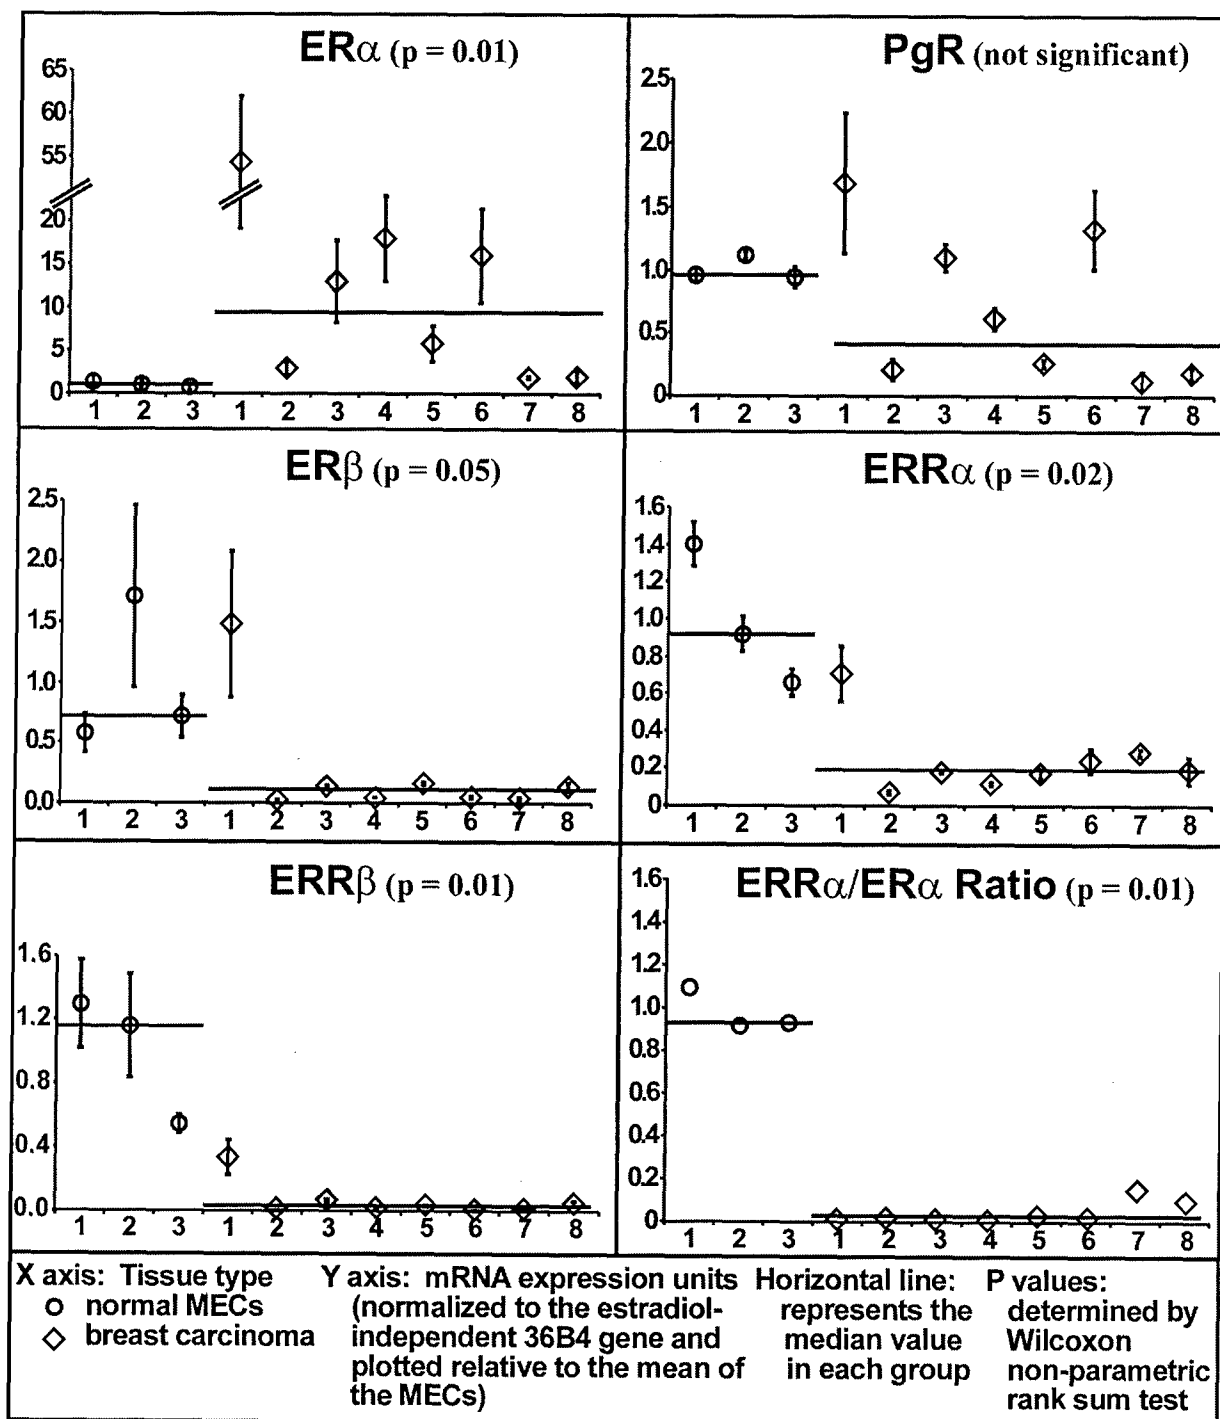 ERα (p = 0.01)
65
60
55
20
15
10
5
0
1 2 3 1 2 3 4 5 6 7 8
PgR (not significant)
2.5
2.0
1.5
1.0
0.5
0
1 2 3 1 2 3 4 5 6 7 8
ERβ (p = 0.05)
2.5
2.0
1.5
1.0
0.5
0.0
1 2 3 1 2 3 4 5 6 7 8
ERRα (p = 0.02)
1.6
1.4
1.2
1.0
0.8
0.6
0.4
0.2
0
1 2 3 1 2 3 4 5 6 7 8
ERRβ (p = 0.01)
1.6
1.2
0.8
0.4
0.0
1 2 3 1 2 3 4 5 6 7 8
ERRα/ERα Ratio (p = 0.01)
1.6
1.4
1.2
1.0
0.8
0.6
0.4
0.2
0
1 2 3 1 2 3 4 5 6 7 8
X axis: Tissue type
normal MECs
breast carcinoma
Y axis: mRNA expression units
(normalized to the estradiol-
independent 36B4 gene and
plotted relative to the mean of
the MECs)
Horizontal line:
represents the
median value
in each group
P values:
determined by
Wilcoxon
non-parametric
rank sum test